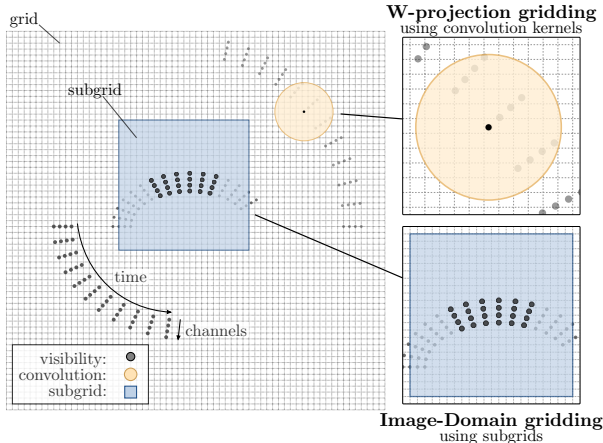 grid
W-projection gridding
using convolution kernels
subgrid
time
channels
visibility:
convolution:
subgrid:
Image-Domain gridding
using subgrids